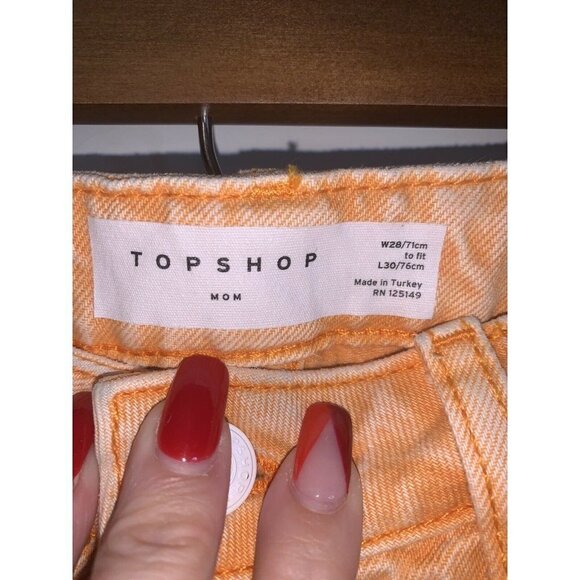 TOPSHOP
MOM
W28/71cm
to fit
L30/76cm
Made in Turkey
RN 125149